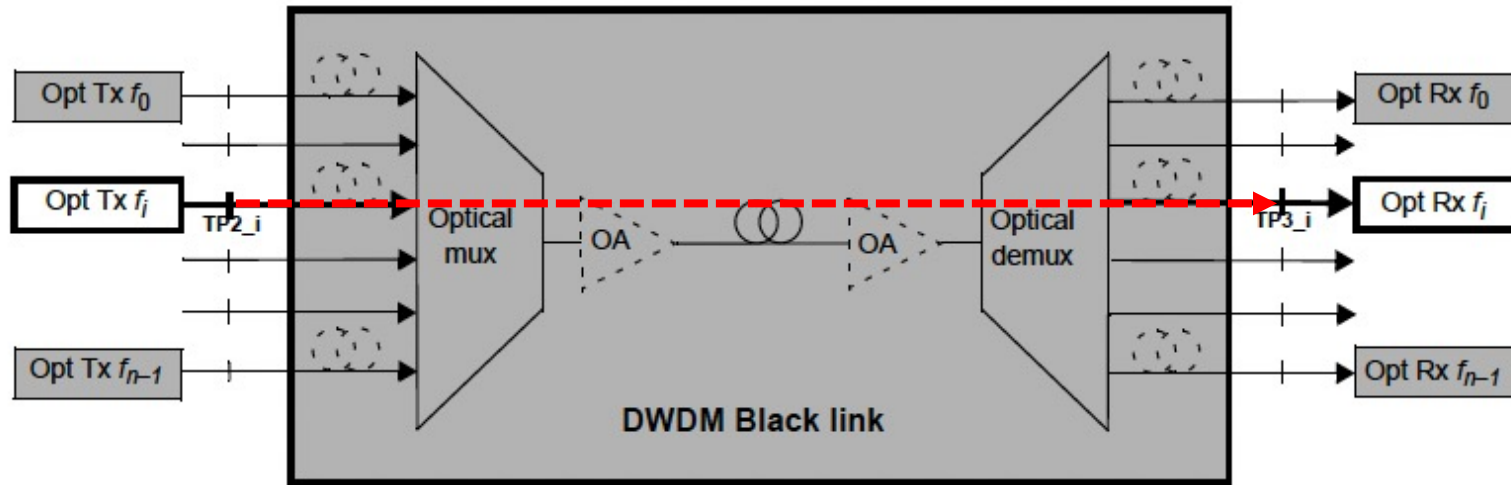 Opt Tx f0
Opt Rx f0
Opt Tx fi
TP2_i
Optical
mux
OA
OA
Optical
demux
TP3_i
Opt Rx fi
Opt Tx fn–1
Opt Rx fn–1
DWDM Black link